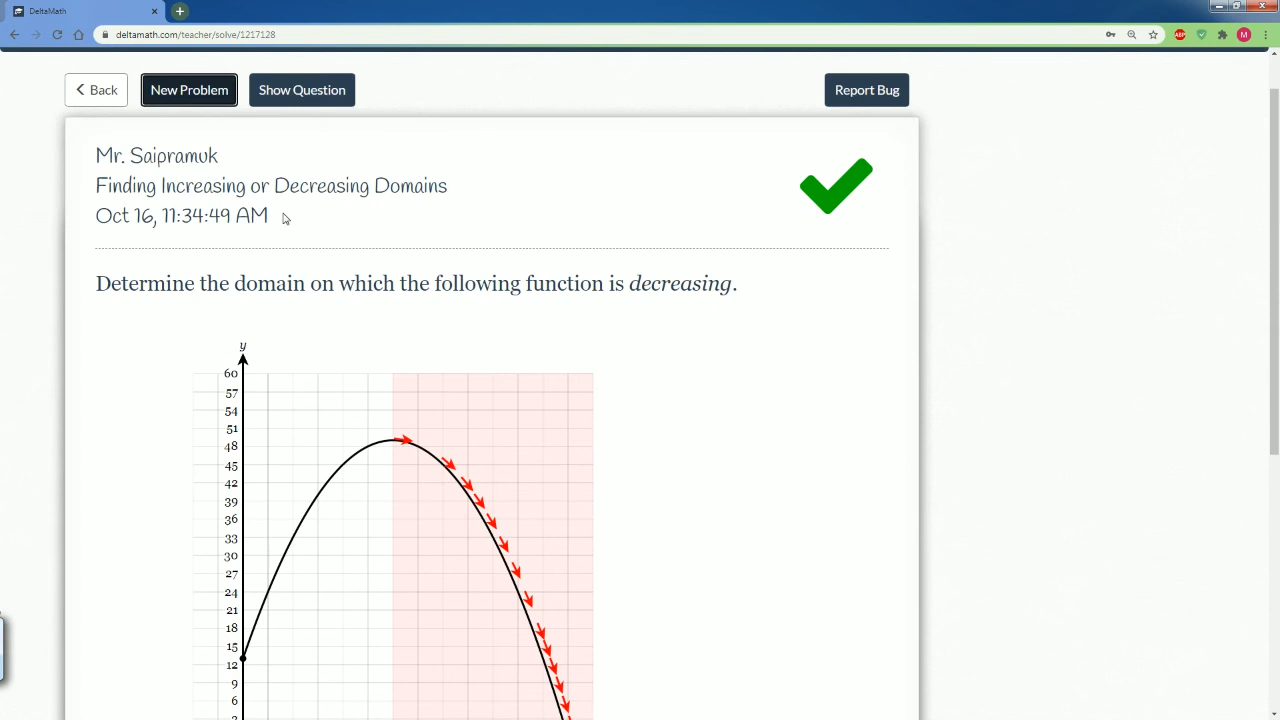 DeltaMath
deltamath.com/teacher/solve/1217128
ABP
M
Back
New Problem
Show Question
Report Bug
Mr. Saipramuk
Finding Increasing or Decreasing Domains
Oct 16, 11:34:49 AM
Determine the domain on which the following function is decreasing.
y
60
57
54
51
48
45
42
39
36
33
30
27
24
21
18
15
12
9
6